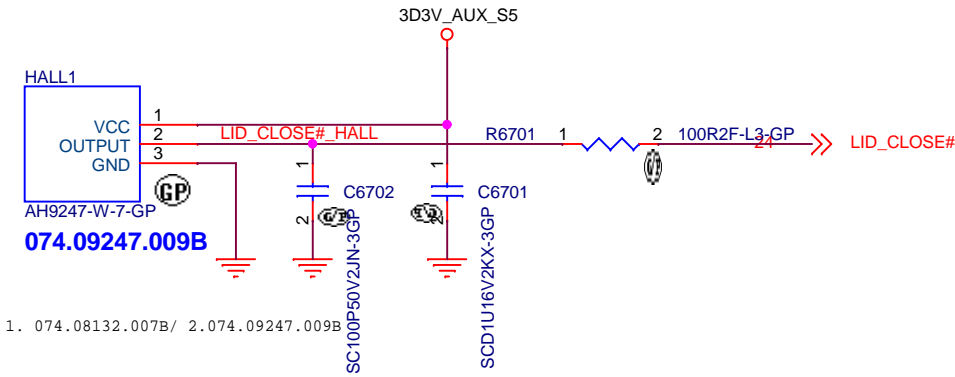 3D3V_AUX_S5
HALL1
VCC 1
OUTPUT 2
GND 3
LID_CLOSE#_HALL
R6701 1 2 100R2F-L3-GP
24
LID_CLOSE#
GP
1
C6702
2
G/P
SC100P50V2JN-3GP
1
C6701
2
SCD1U16V2KX-3GP
G/P
AH9247-W-7-GP
074.09247.009B
1. 074.08132.007B/ 2.074.09247.009B